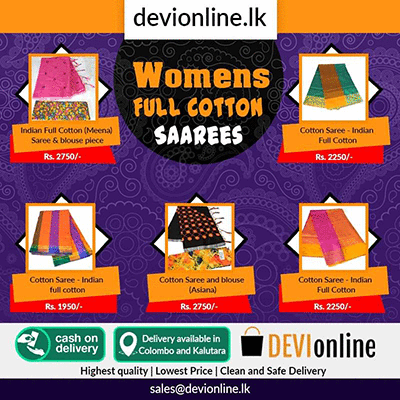 devionline.lk
Womens
FULL COTTON
SAAREES
Indian Full Cotton (Meena)
Saree & blouse piece
Rs. 2750/-
Cotton Saree - Indian
Full Cotton
Rs. 2250/-
Cotton Saree - Indian
full cotton
Rs. 1950/-
Cotton Saree and blouse
(Asiana)
Rs. 2750/-
Cotton Saree - Indian
Full Cotton
Rs. 2250/-
cash on
delivery
Delivery available in
Colombo and Kalutara
DEVIonline
Highest quality | Lowest Price | Clean and Safe Delivery
sales@devionline.lk